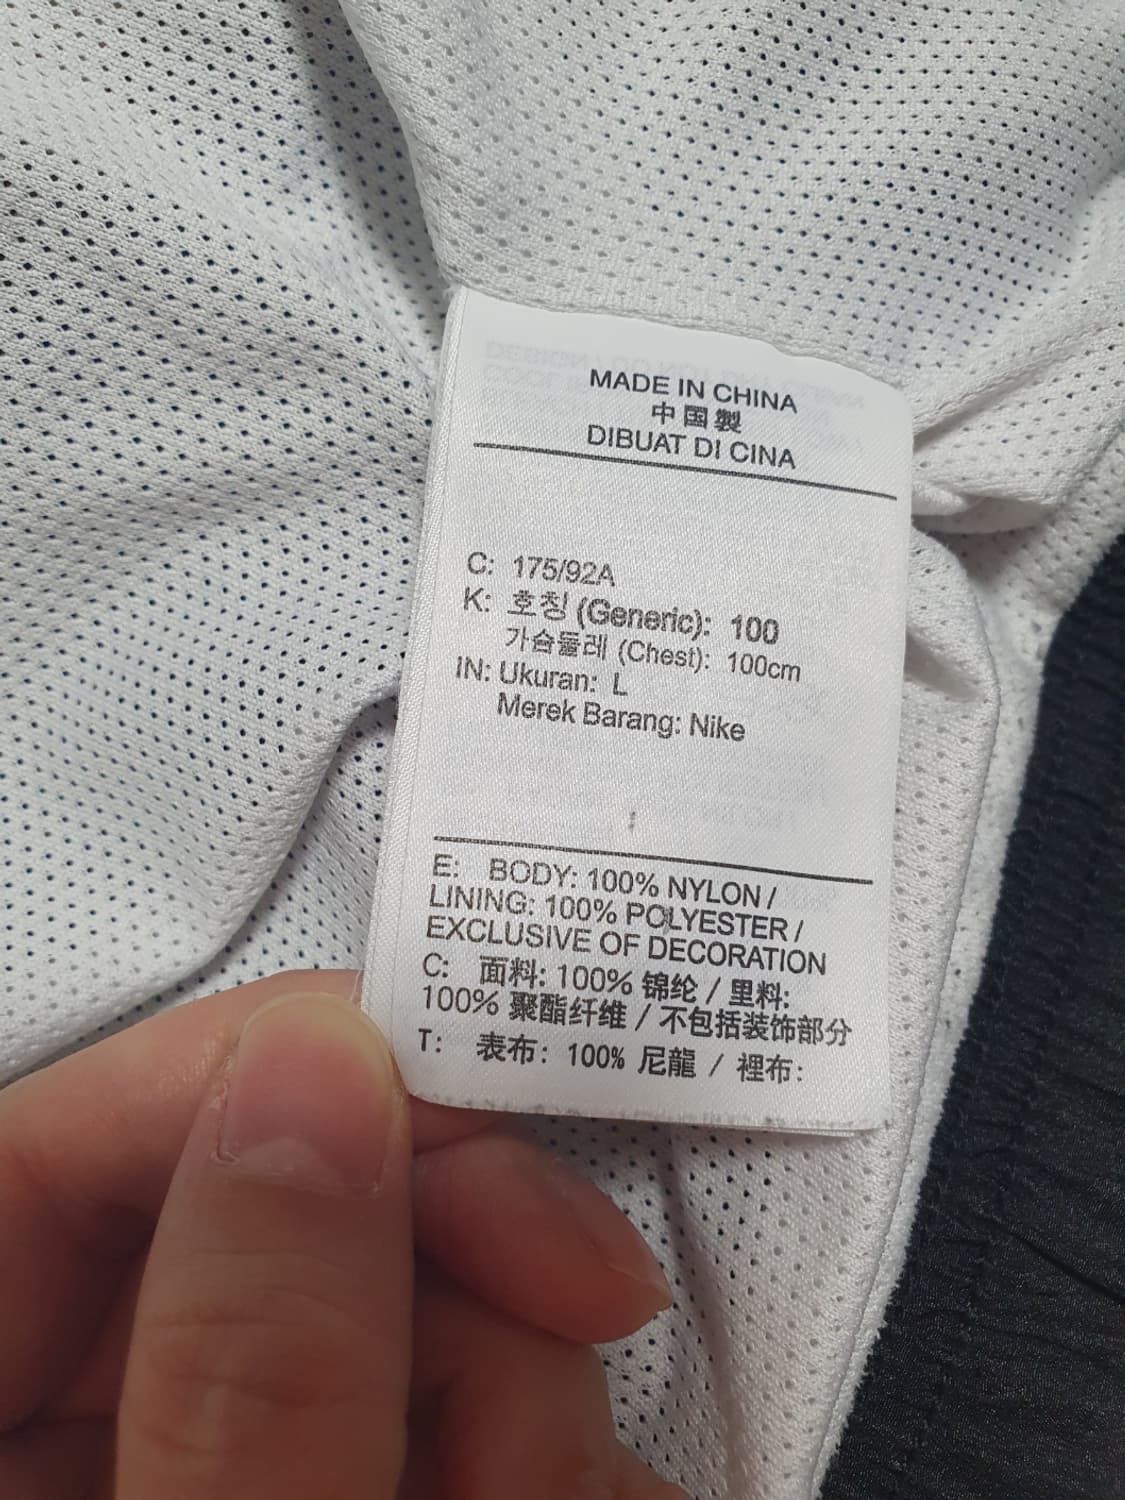 MADE IN CHINA
中国製
DIBUAT DI CINA
C: 175/92A
K: 호칭 (Generic): 100
가슴둘레 (Chest): 100cm
IN: Ukuran: L
Merek Barang: Nike
E: BODY: 100% NYLON /
LINING: 100% POLYESTER /
EXCLUSIVE OF DECORATION
C: 面料: 100% 锦纶 / 里料:
100% 聚酯纤维 / 不包括装饰部分
T: 表布: 100% 尼龍 / 裡布: